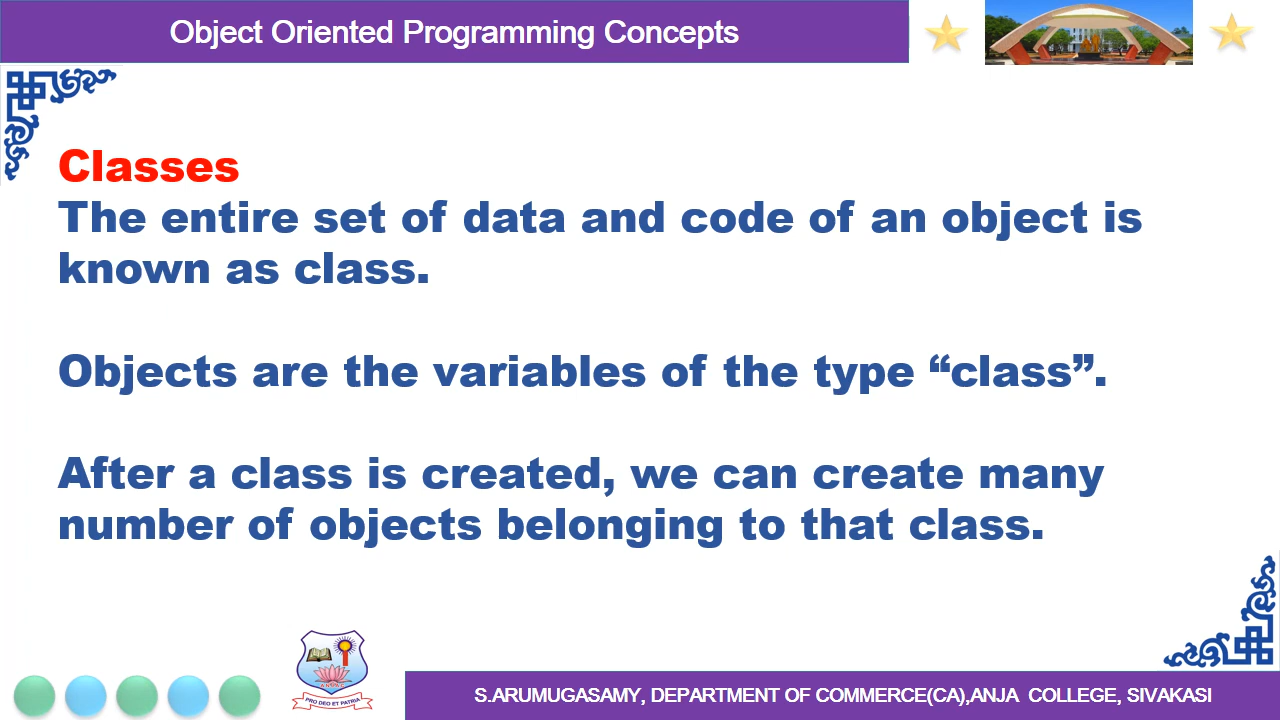 Object Oriented Programming Concepts
Classes
The entire set of data and code of an object is
known as class.
Objects are the variables of the type “class”.
After a class is created, we can create many
number of objects belonging to that class.
PRO DEO ET PATRIA
S.ARUMUGASAMY, DEPARTMENT OF COMMERCE(CA),ANJA COLLEGE, SIVAKASI